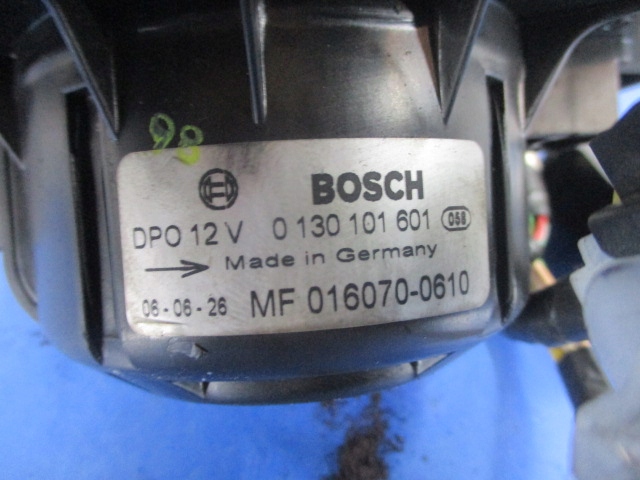 98
BOSCH
DPO 12 V 0 130 101 601 058
Made in Germany
06-06-26 MF 016070-0610